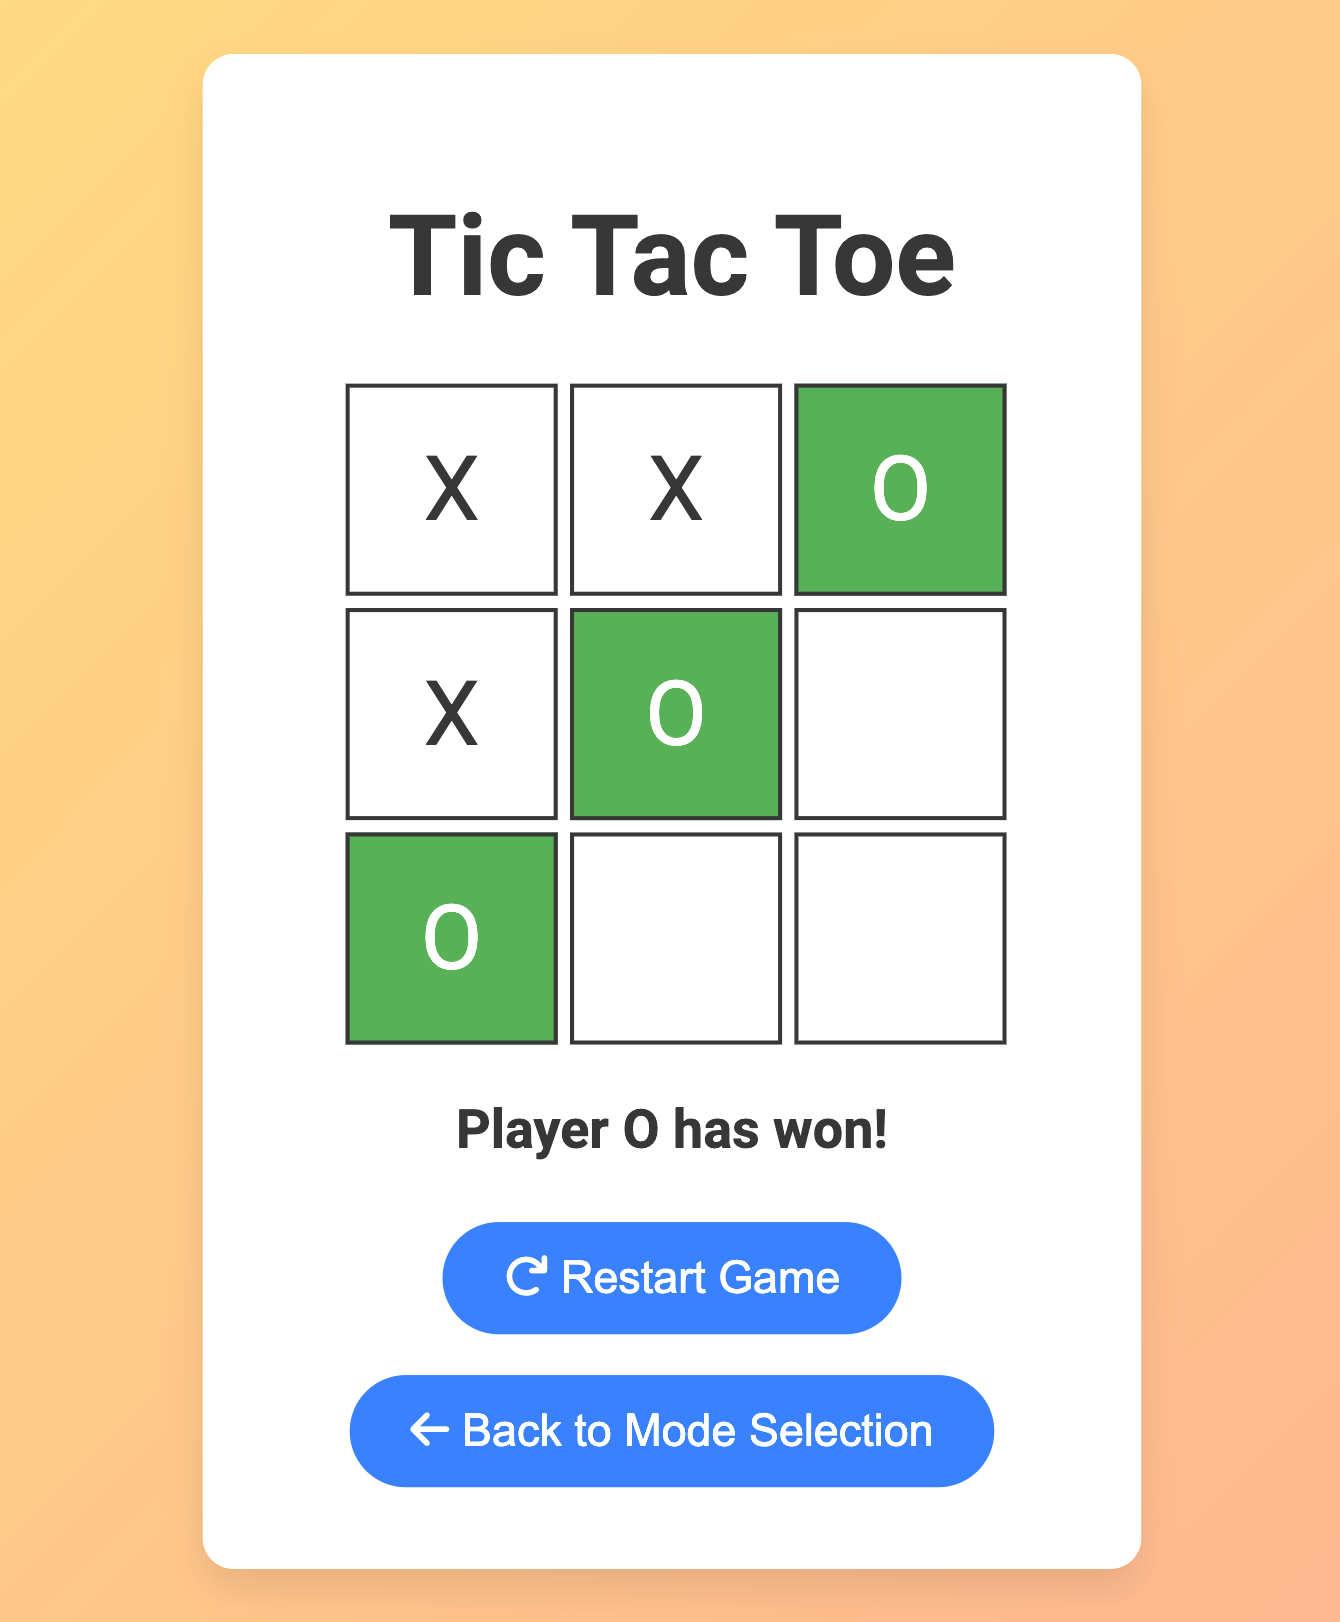 Tic Tac Toe
X X O
X O
O
Player O has won!
Restart Game
Back to Mode Selection